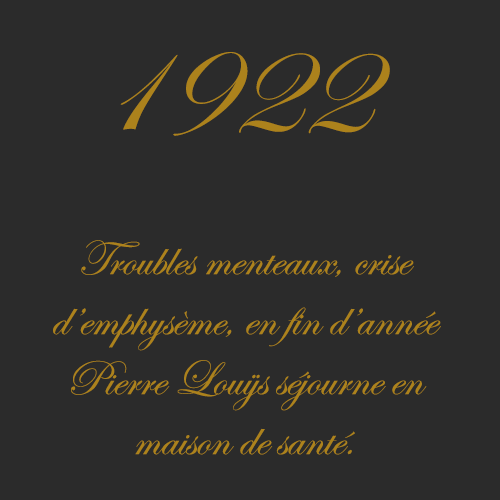 1922
Troubles menteaux, crise
d'emphysème, en fin d'année
Pierre Louÿs séjourne en
maison de santé.